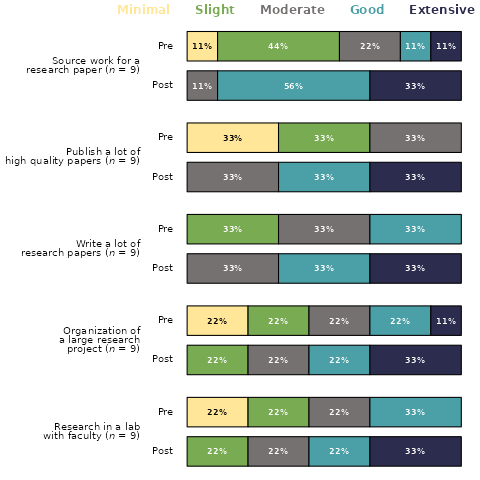 Minimal Slight Moderate Good Extensive
Pre 11% 44% 22% 11% 11%
Source work for a
research paper (n = 9)
Post 11% 56% 33%
Pre 33% 33% 33%
Publish a lot of
high quality papers (n = 9)
Post 33% 33% 33%
Pre 33% 33% 33%
Write a lot of
research papers (n = 9)
Post 33% 33% 33%
Pre 22% 22% 22% 22% 11%
Organization of
a large research
project (n = 9)
Post 22% 22% 22% 33%
Pre 22% 22% 22% 33%
Research in a lab
with faculty (n = 9)
Post 22% 22% 22% 33%